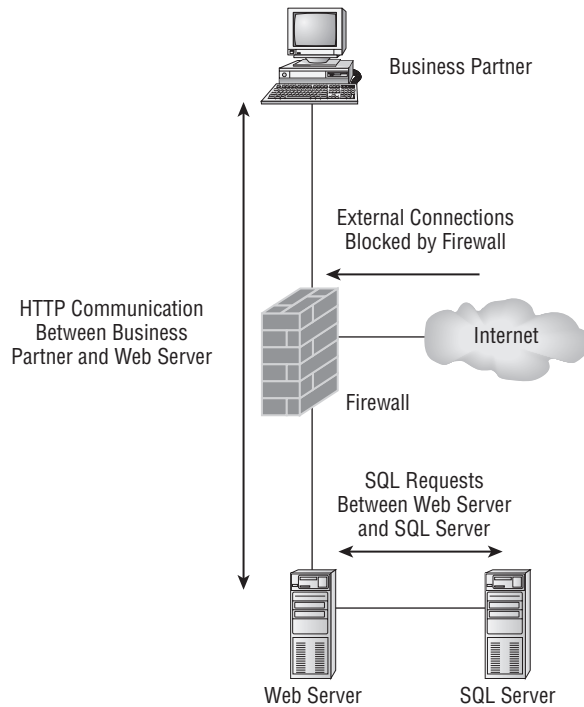 Business Partner
External Connections
Blocked by Firewall
HTTP Communication
Between Business
Partner and Web Server
Internet
Firewall
SQL Requests
Between Web Server
and SQL Server
Web Server
SQL Server